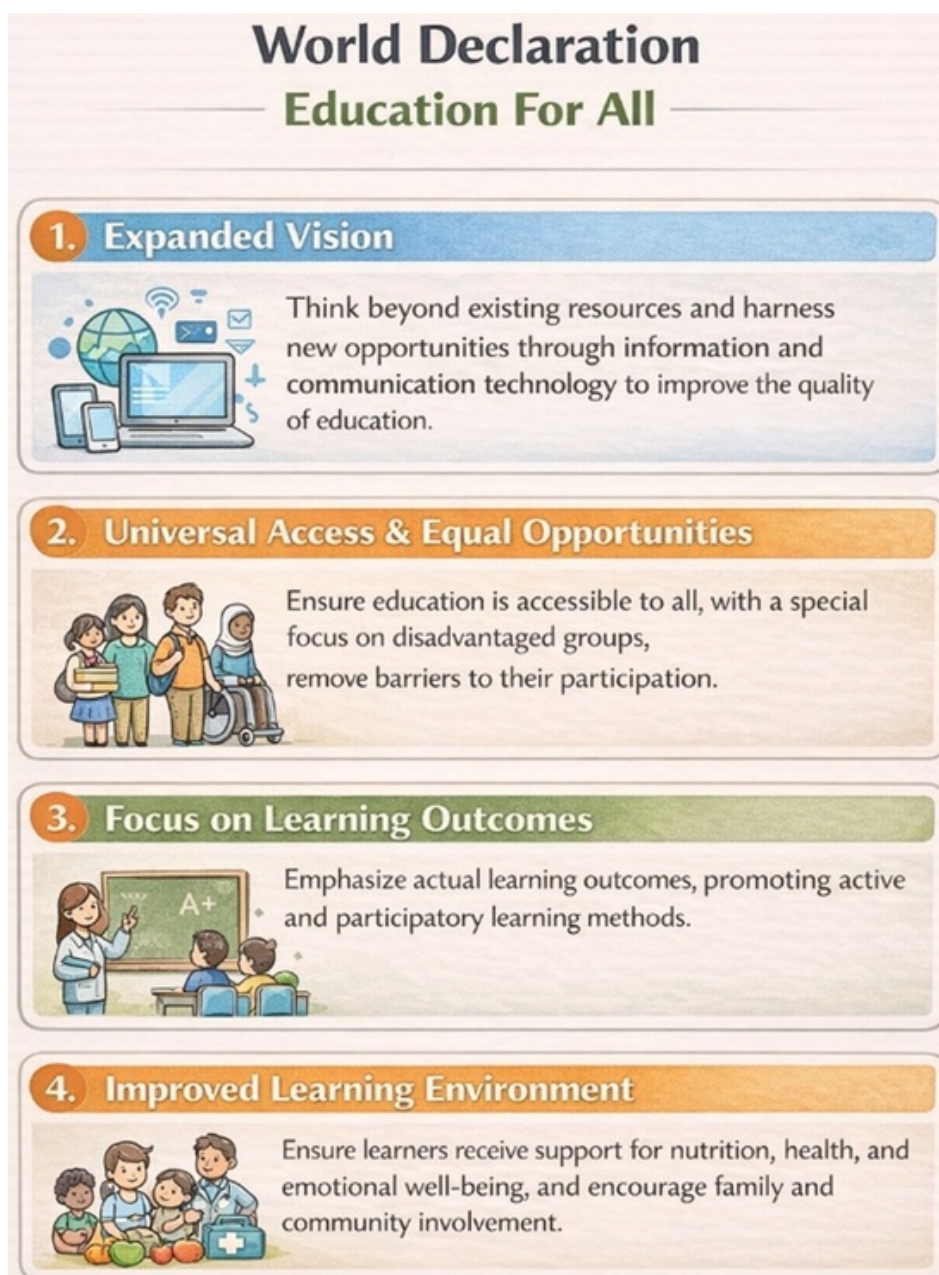 World Declaration
Education For All
1. Expanded Vision
Think beyond existing resources and harness
new opportunities through information and
communication technology to improve the quality
of education.
2. Universal Access & Equal Opportunities
Ensure education is accessible to all, with a special
focus on disadvantaged groups,
remove barriers to their participation.
3. Focus on Learning Outcomes
A+
Emphasize actual learning outcomes, promoting active
and participatory learning methods.
4. Improved Learning Environment
Ensure learners receive support for nutrition, health, and
emotional well-being, and encourage family and
community involvement.